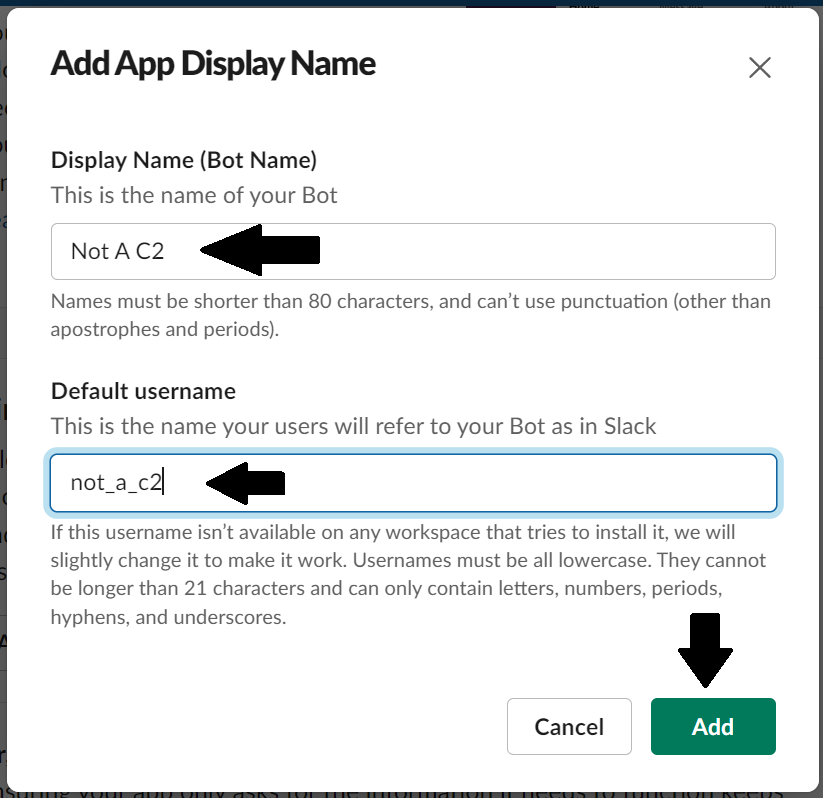 Add App Display Name
Display Name (Bot Name)
This is the name of your Bot
Not A C2
Names must be shorter than 80 characters, and can't use punctuation (other than
apostrophes and periods).
Default username
This is the name your users will refer to your Bot as in Slack
not_a_c2
If this username isn't available on any workspace that tries to install it, we will
slightly change it to make it work. Usernames must be all lowercase. They cannot
be longer than 21 characters and can only contain letters, numbers, periods,
hyphens, and underscores.
Cancel
Add